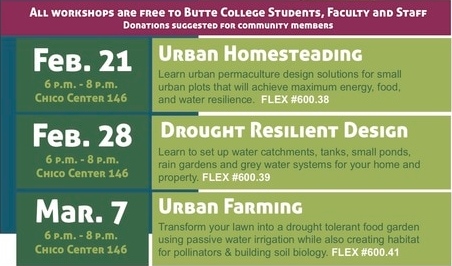 All workshops are free to Butte College Students, Faculty and Staff
Donations suggested for community members
Feb. 21
6 p.m. - 8 p.m.
Chico Center 146
Urban Homesteading
Learn urban permaculture design solutions for small
urban plots that will achieve maximum energy, food,
and water resilience. FLEX #600.38
Feb. 28
6 p.m. - 8 p.m.
Chico Center 146
Drought Resilient Design
Learn to set up water catchments, tanks, small ponds,
rain gardens and grey water systems for your home and
property. FLEX #600.39
Mar. 7
6 p.m. - 8 p.m.
Chico Center 146
Urban Farming
Transform your lawn into a drought tolerant food garden
using passive water irrigation while also creating habitat
for pollinators & building soil biology. FLEX #600.41